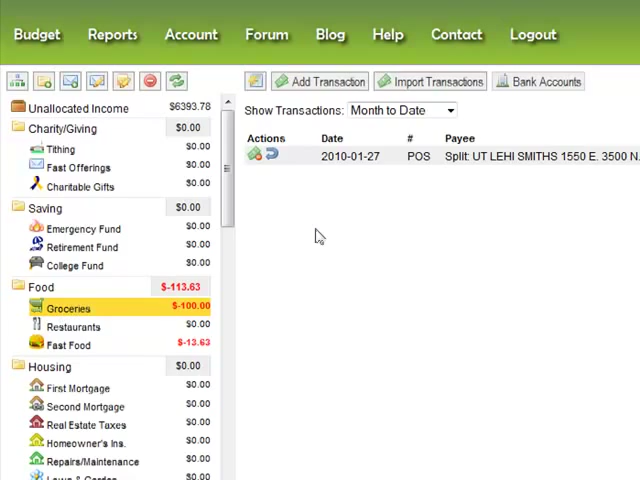 Budget Reports Account Forum Blog Help Contact Logout
Add Transaction Import Transactions Bank Accounts
Show Transactions: Month to Date
Actions Date # Payee
2010-01-27 POS Split: UT LEHI SMITHS 1550 E. 3500 N.
Unallocated Income $6393.78
Charity/Giving $0.00
Tithing $0.00
Fast Offerings $0.00
Charitable Gifts $0.00
Saving $0.00
Emergency Fund $0.00
Retirement Fund $0.00
College Fund $0.00
Food $-113.63
Groceries $-100.00
Restaurants $0.00
Fast Food $-13.63
Housing $0.00
First Mortgage $0.00
Second Mortgage $0.00
Real Estate Taxes $0.00
Homeowner's Ins. $0.00
Repairs/Maintenance $0.00
Lawn & Garden $0.00